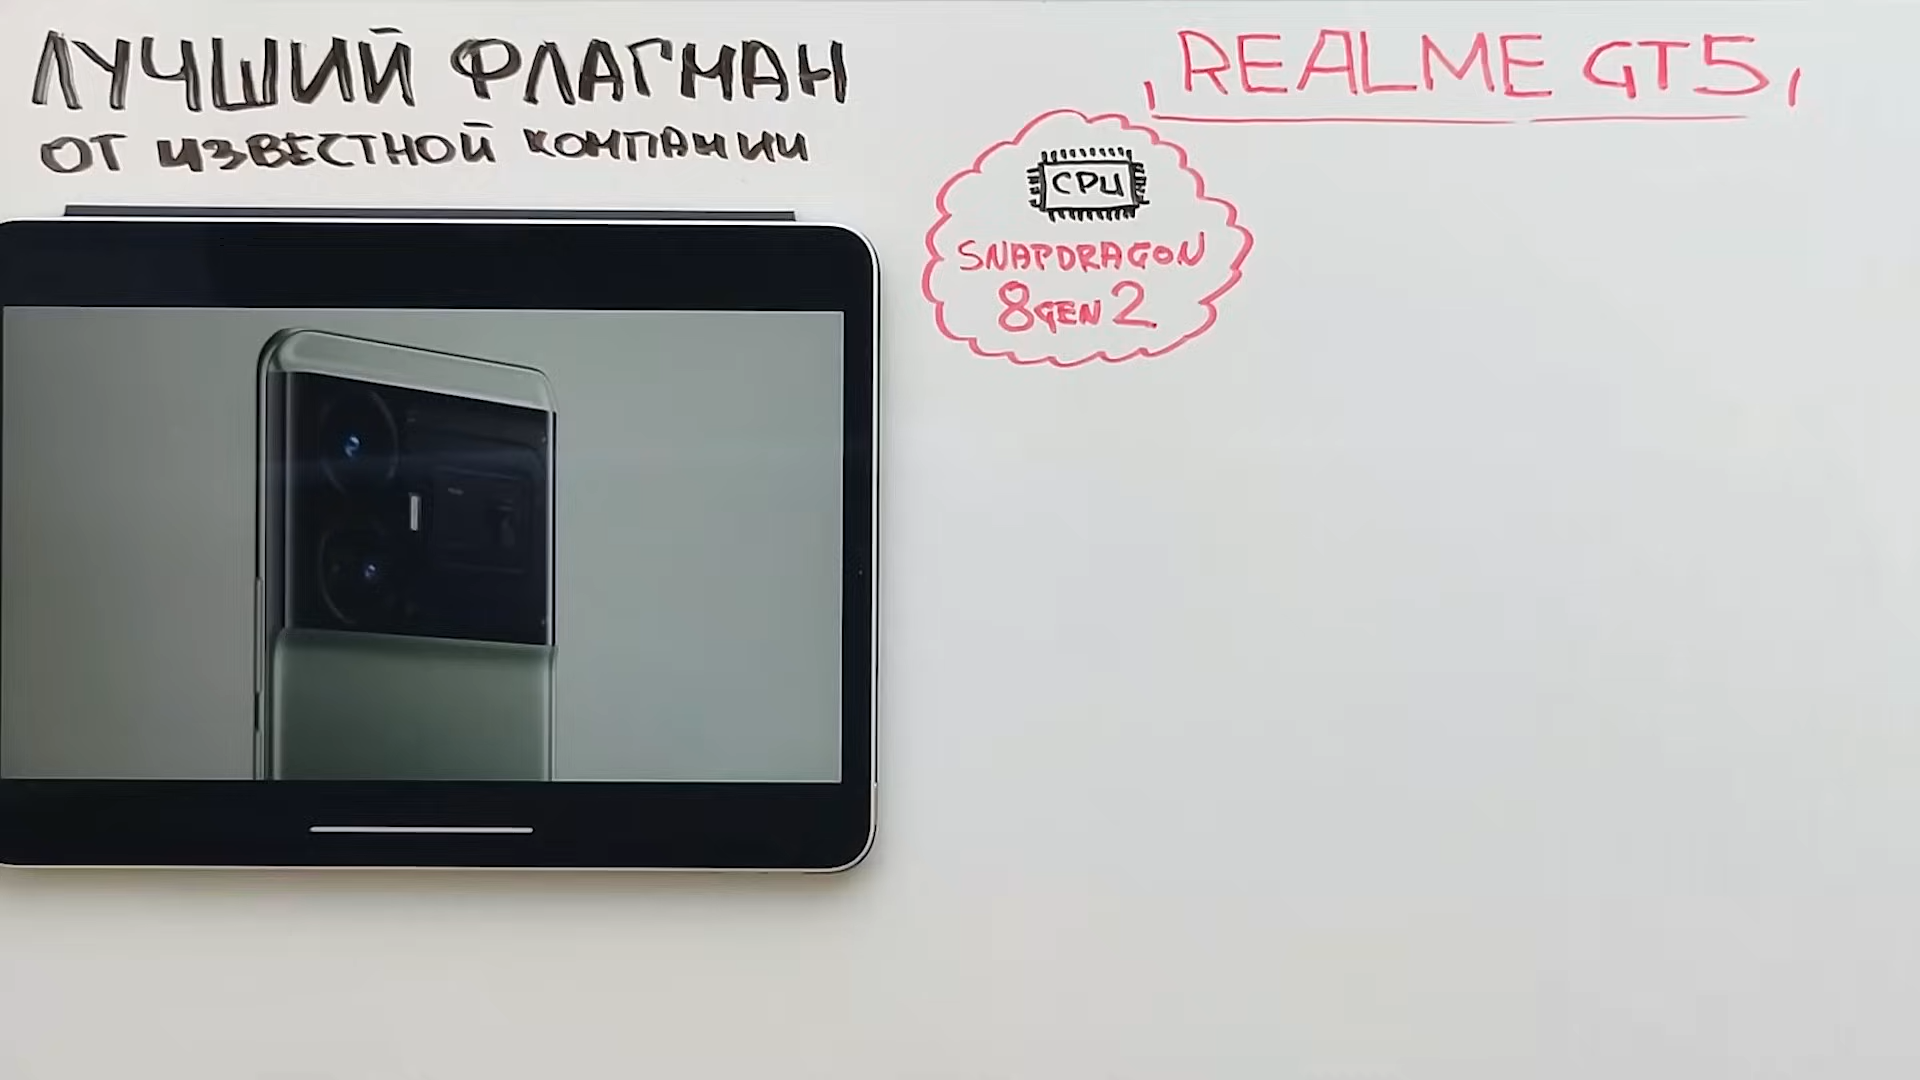 ЛУЧШИЙ ФЛАГМАН
ОТ ИЗВЕСТНОЙ КОМПАНИИ
REALME GT5
CPU
SNAPDRAGON
8 GEN 2